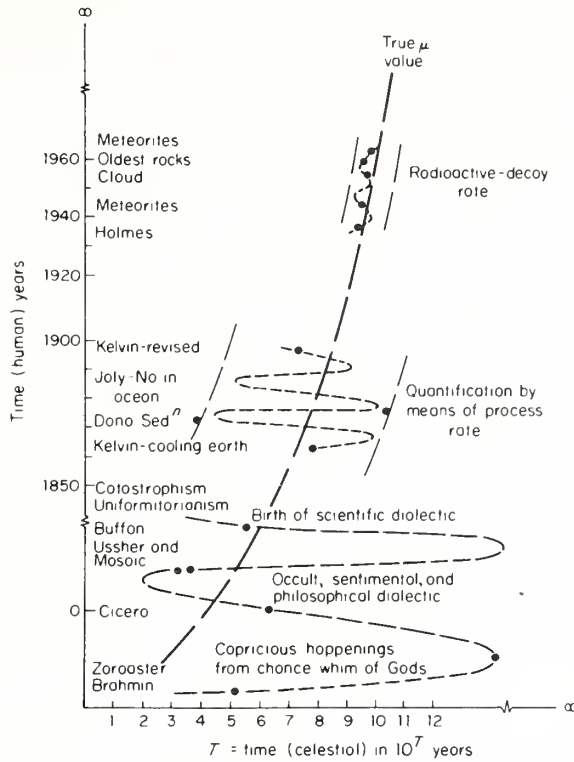 ∞
True μ
value
Meteorites
1960
Oldest rocks
Cloud
Radioactive-decay
rate
Meteorites
1940
Holmes
1920
Time (human) years
1900
Kelvin-revised
Joly-Na in
ocean
Quantification by
means of process
rate
Dana Sedⁿ
Kelvin-cooling earth
1850
Catastrophism
Uniformitarianism
Birth of scientific dialectic
Buffon
Ussher and
Mosaic
Occult, sentimental, and
philosophical dialectic
0
Cicero
Capricious happenings
from chance whim of Gods
Zoroaster
Brahmin
∝
1 2 3 4 5 6 7 8 9 10 11 12
T = time (celestial) in 10ᵀ years